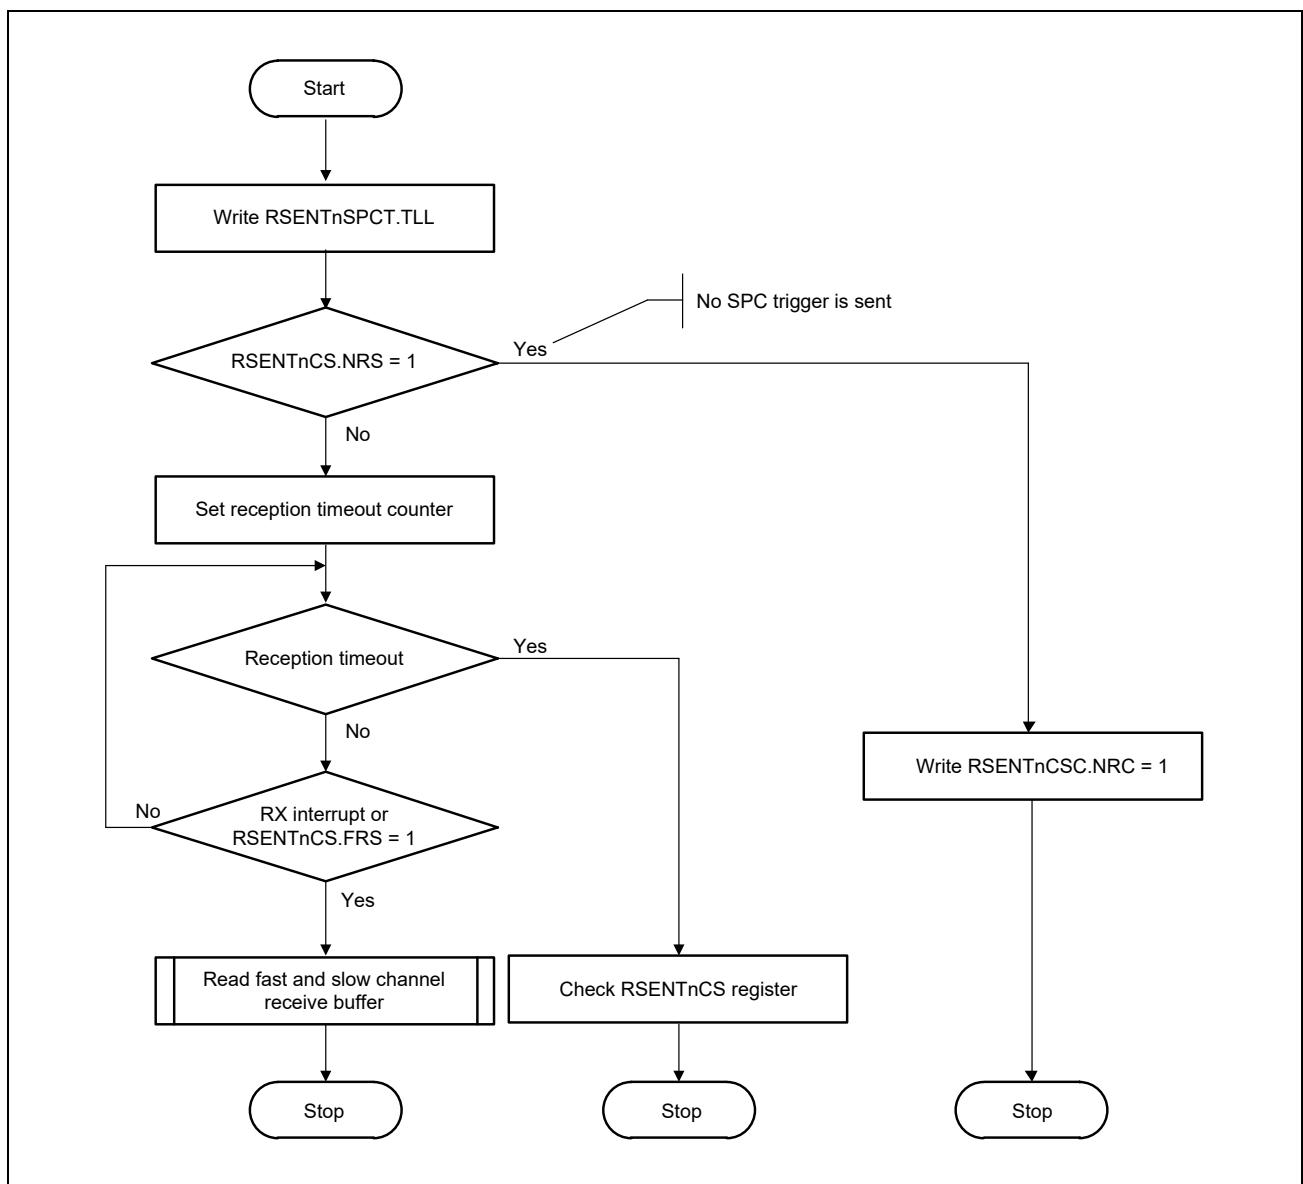 Start
Write RSENTnSPCT.TLL
No SPC trigger is sent
Yes
RSENTnCS.NRS = 1
No
Set reception timeout counter
Yes
Reception timeout
No
Write RSENTnCSC.NRC = 1
No
RX interrupt or
RSENTnCS.FRS = 1
Yes
Read fast and slow channel
receive buffer
Check RSENTnCS register
Stop
Stop
Stop